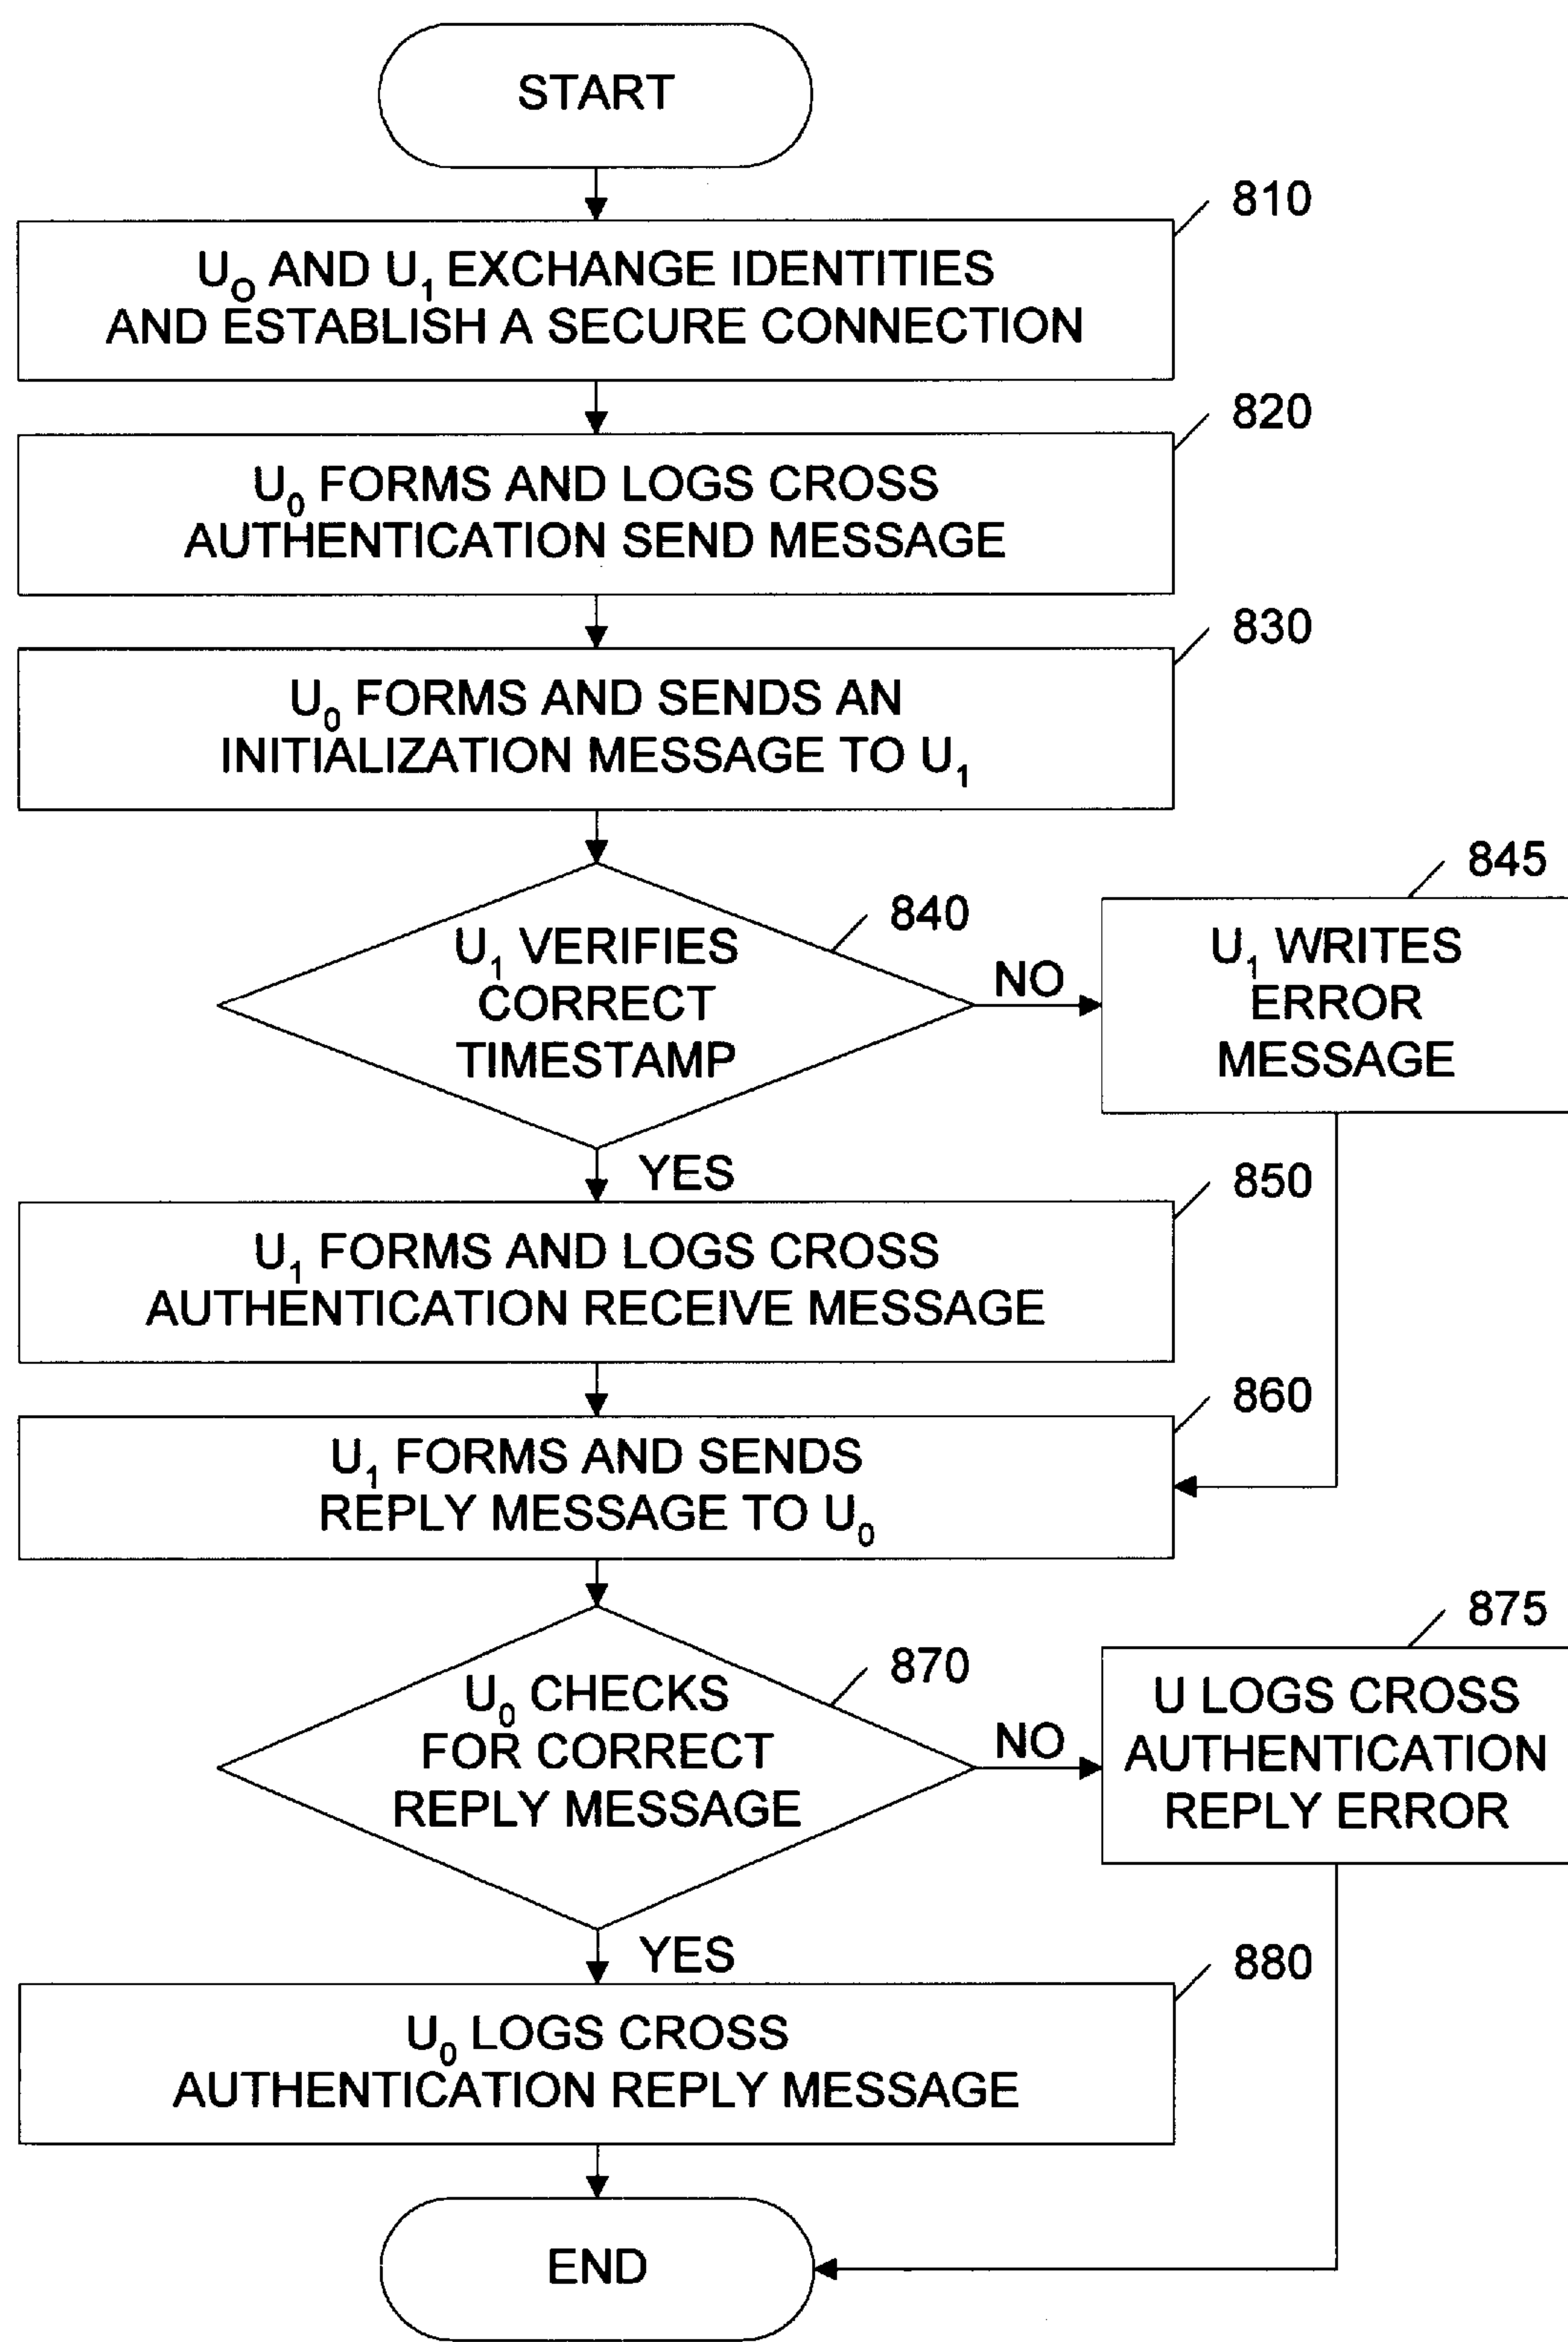 START
810
U₀ AND U₁ EXCHANGE IDENTITIES
AND ESTABLISH A SECURE CONNECTION
820
U₀ FORMS AND LOGS CROSS
AUTHENTICATION SEND MESSAGE
830
U₀ FORMS AND SENDS AN
INITIALIZATION MESSAGE TO U₁
840
U₁ VERIFIES
CORRECT
TIMESTAMP
NO
845
U₁ WRITES
ERROR
MESSAGE
YES
850
U₁ FORMS AND LOGS CROSS
AUTHENTICATION RECEIVE MESSAGE
860
U₁ FORMS AND SENDS
REPLY MESSAGE TO U₀
870
U₀ CHECKS
FOR CORRECT
REPLY MESSAGE
NO
875
U LOGS CROSS
AUTHENTICATION
REPLY ERROR
YES
880
U₀ LOGS CROSS
AUTHENTICATION REPLY MESSAGE
END